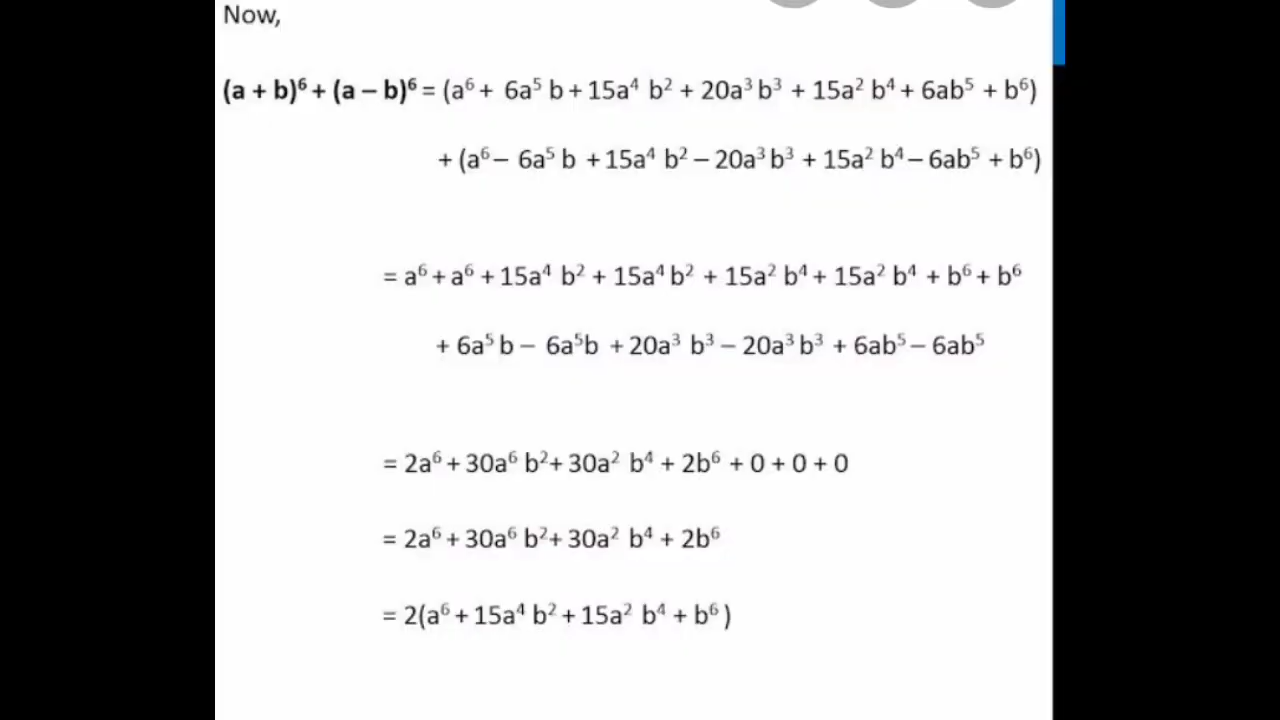 Now,
(a + b)⁶ + (a – b)⁶ = (a⁶ + 6a⁵ b + 15a⁴ b² + 20a³ b³ + 15a² b⁴ + 6ab⁵ + b⁶)
+ (a⁶ – 6a⁵ b + 15a⁴ b² – 20a³ b³ + 15a² b⁴ – 6ab⁵ + b⁶)
= a⁶ + a⁶ + 15a⁴ b² + 15a⁴ b² + 15a² b⁴ + 15a² b⁴ + b⁶ + b⁶
+ 6a⁵ b – 6a⁵b + 20a³ b³ – 20a³ b³ + 6ab⁵ – 6ab⁵
= 2a⁶ + 30a⁶ b² + 30a² b⁴ + 2b⁶ + 0 + 0 + 0
= 2a⁶ + 30a⁶ b² + 30a² b⁴ + 2b⁶
= 2(a⁶ + 15a⁴ b² + 15a² b⁴ + b⁶ )